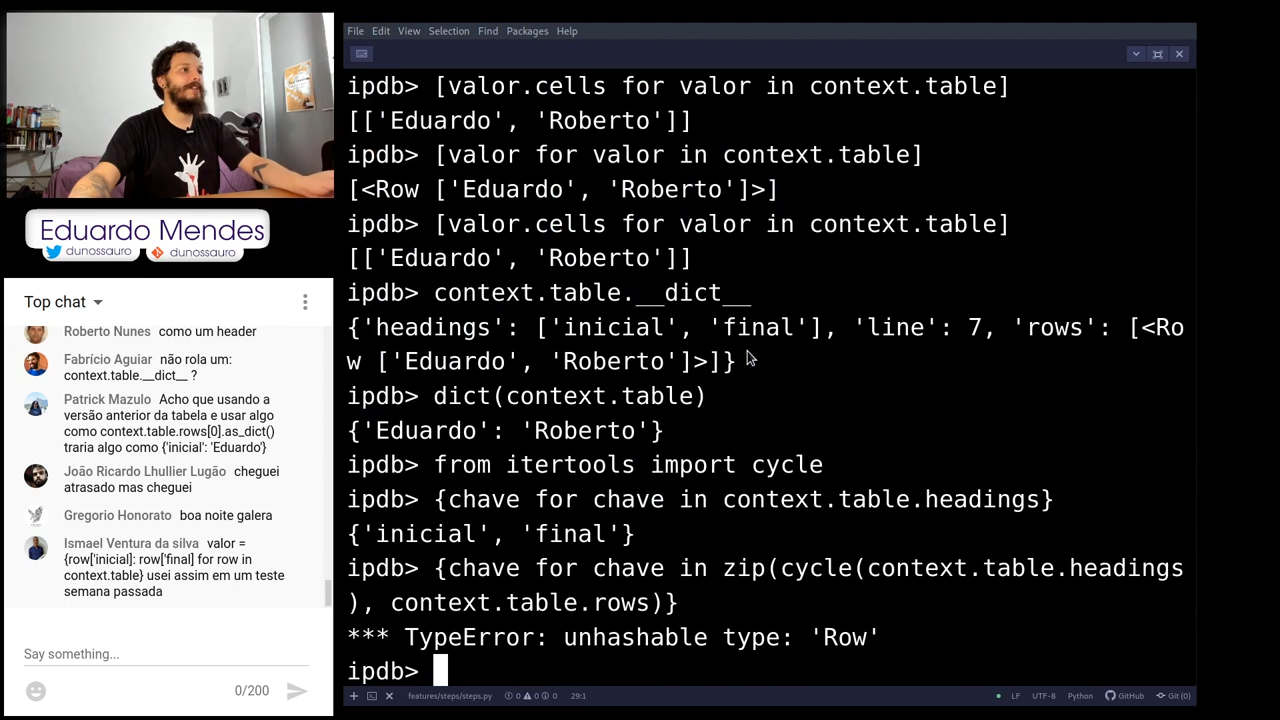 File Edit View Selection Find Packages Help
ipdb> [valor.cells for valor in context.table]
[['Eduardo', 'Roberto']]
ipdb> [valor for valor in context.table]
[<Row ['Eduardo', 'Roberto']>]
ipdb> [valor.cells for valor in context.table]
[['Eduardo', 'Roberto']]
ipdb> context.table.__dict__
{'headings': ['inicial', 'final'], 'line': 7, 'rows': [<Ro
w ['Eduardo', 'Roberto']>]}
ipdb> dict(context.table)
{'Eduardo': 'Roberto'}
ipdb> from itertools import cycle
ipdb> {chave for chave in context.table.headings}
{'inicial', 'final'}
ipdb> {chave for chave in zip(cycle(context.table.headings
), context.table.rows)}
*** TypeError: unhashable type: 'Row'
ipdb>
features/steps/steps.py 0 0 0 29:1 LF UTF-8 Python GitHub Git (0)
Eduardo Mendes
dunossauro dunossauro
Top chat
Roberto Nunes como um header
Fabrício Aguiar não rola um:
context.table.__dict__ ?
Patrick Mazulo Acho que usando a
versão anterior da tabela e usar algo
como context.table.rows[0].as_dict()
traria algo como {'inicial': 'Eduardo'}
João Ricardo Lhullier Lugão cheguei
atrasado mas cheguei
Gregorio Honorato boa noite galera
Ismael Ventura da silva valor =
{row['inicial]: row['final] for row in
context.table} usei assim em um teste
semana passada
Say something...
0/200